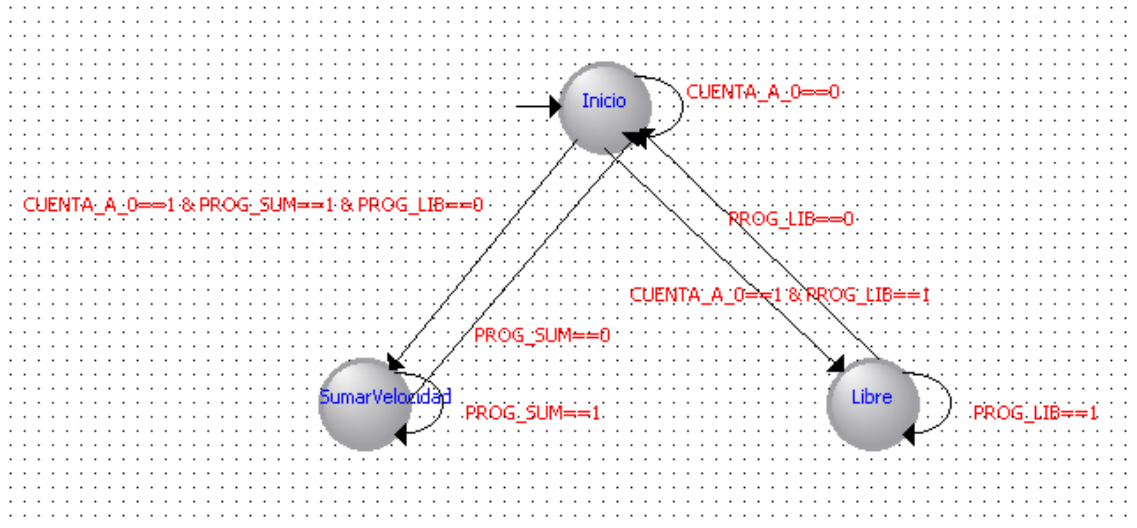 Inicio
CUENTA_A_0==0
CUENTA_A_0==1 & PROG_SUM==1 & PROG_LIB==0
PROG_LIB==0
CUENTA_A_0==1 & PROG_LIB==1
PROG_SUM==0
SumarVelocidad
PROG_SUM==1
Libre
PROG_LIB==1